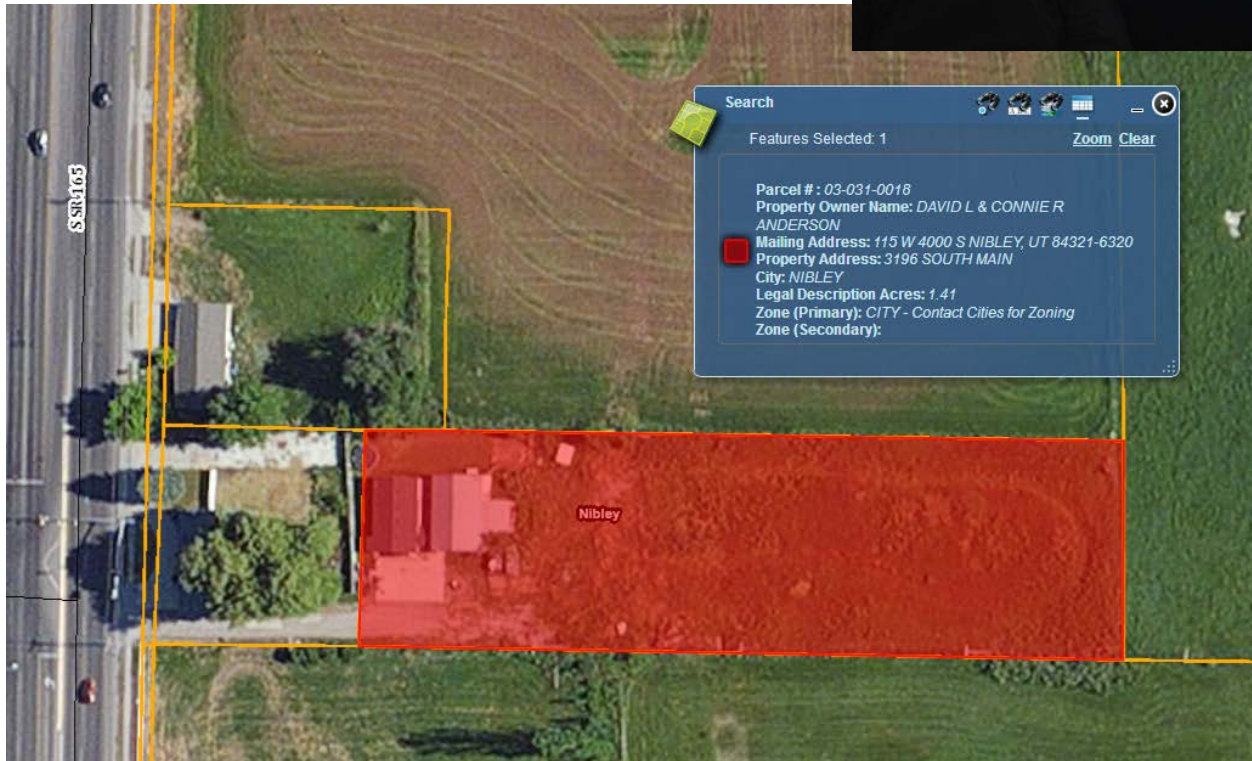 S SR-165
Search
Features Selected: 1 Zoom Clear
Parcel # : 03-031-0018
Property Owner Name: DAVID L & CONNIE R
ANDERSON
Mailing Address: 115 W 4000 S NIBLEY, UT 84321-6320
Property Address: 3196 SOUTH MAIN
City: NIBLEY
Legal Description Acres: 1.41
Zone (Primary): CITY - Contact Cities for Zoning
Zone (Secondary):
Nibley